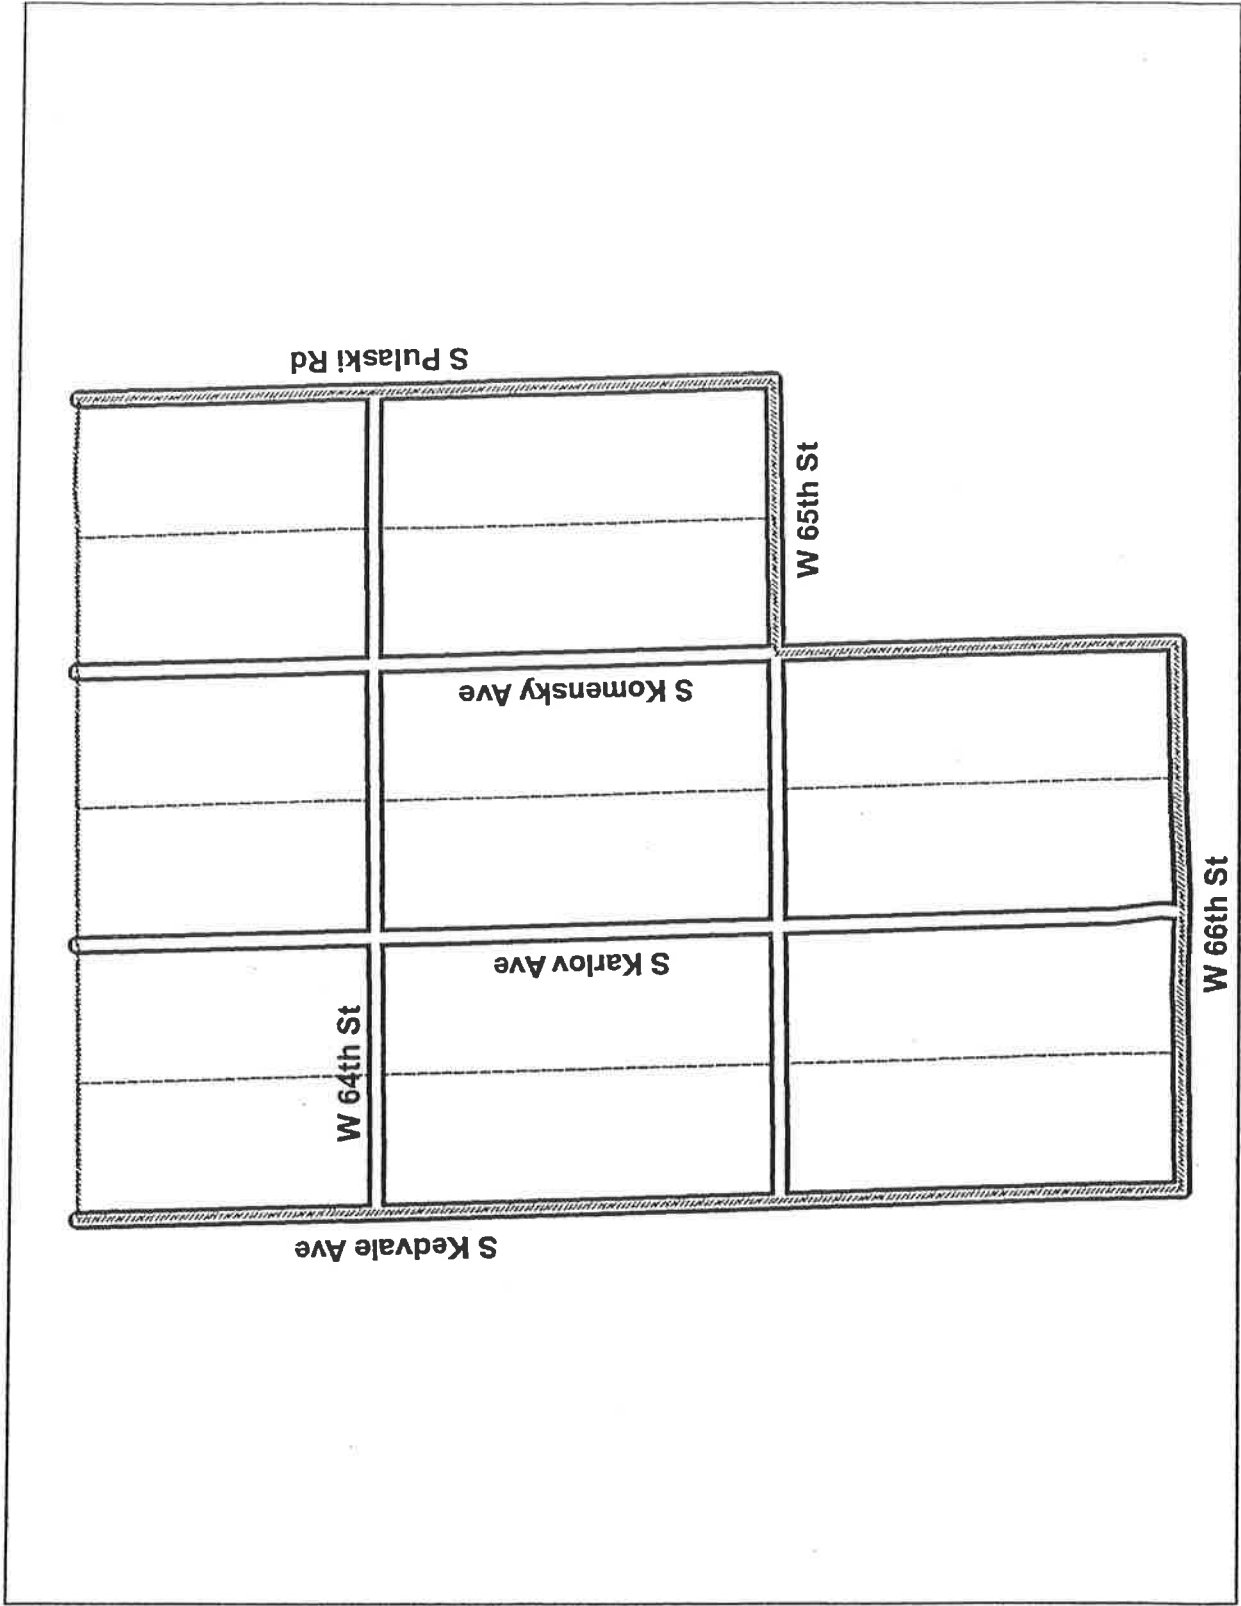 S Pulaski Rd
W 65th St
S Komensky Ave
S Karlov Ave
W 64th St
W 66th St
S Kedvale Ave